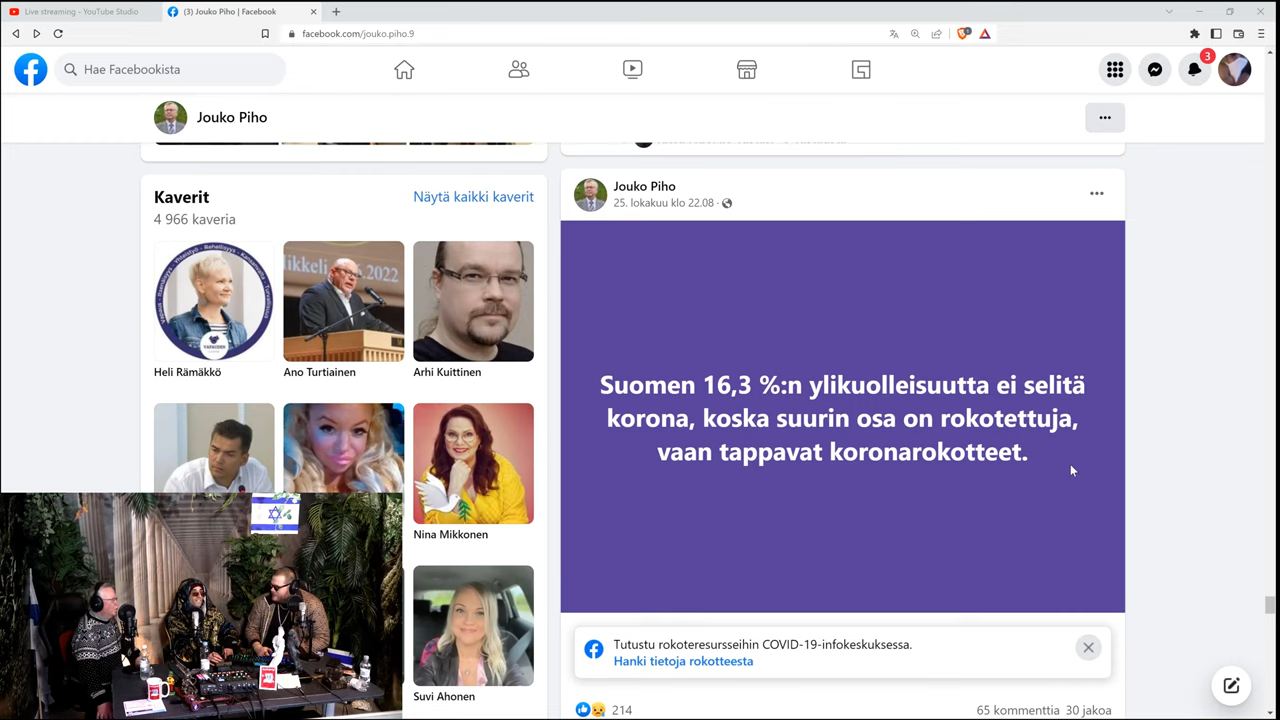 Live streaming - YouTube Studio
(3) Jouko Piho | Facebook
facebook.com/jouko.piho.9
Hae Facebookista
3
Jouko Piho
Kaverit
Näytä kaikki kaverit
4 966 kaveria
Heli Rämäkkö
Ano Turtiainen
Arhi Kuittinen
Nina Mikkonen
Suvi Ahonen
Jouko Piho
25. lokakuu klo 22.08 ·
Suomen 16,3 %:n ylikuolleisuutta ei selitä
korona, koska suurin osa on rokotettuja,
vaan tappavat koronarokotteet.
Tutustu rokoteresursseihin COVID-19-infokeskuksessa.
Hanki tietoja rokotteesta
214
65 kommenttia 30 jakoa